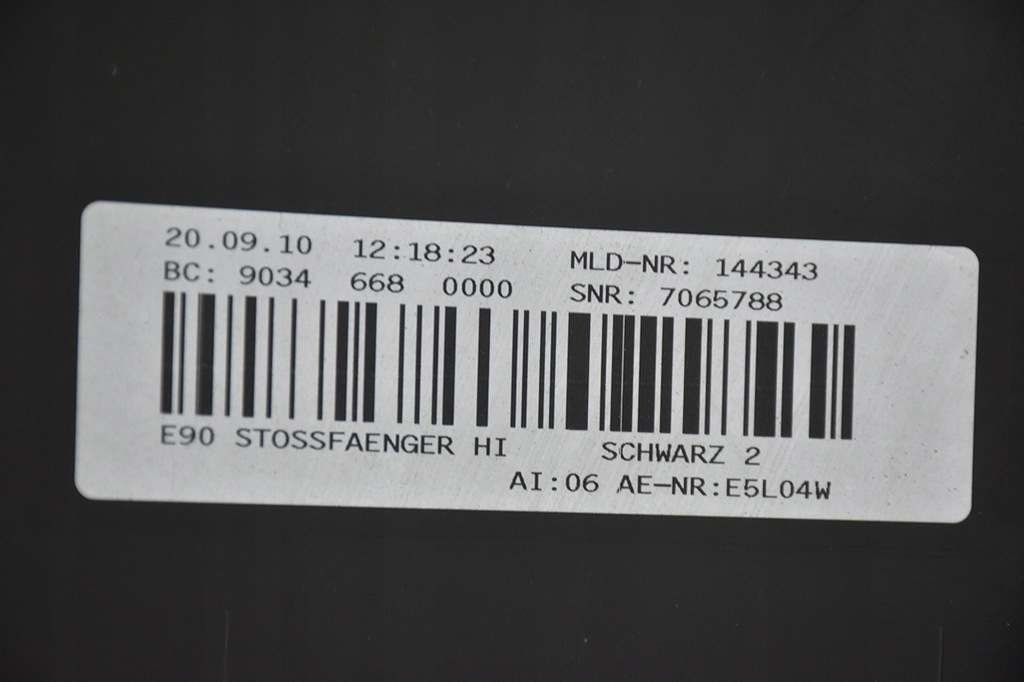 20.09.10 12:18:23 MLD-NR: 144343
BC: 9034 668 0000 SNR: 7065788
E90 STOSSFAENGER HI SCHWARZ 2
AI:06 AE-NR:E5L04W